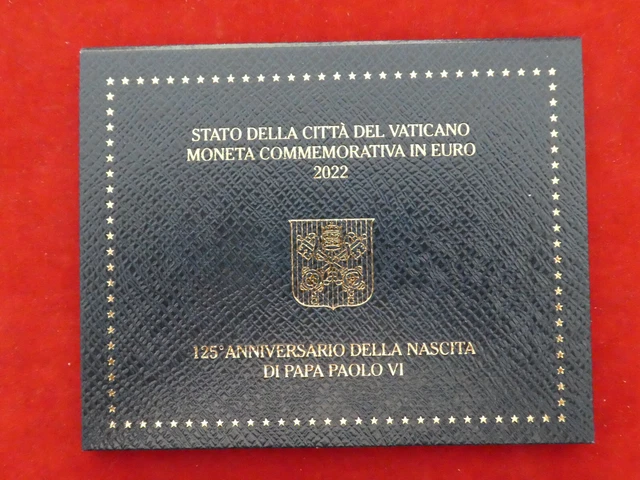 STATO DELLA CITTÀ DEL VATICANO
MONETA COMMEMORATIVA IN EURO
2022
125° ANNIVERSARIO DELLA NASCITA
DI PAPA PAOLO VI